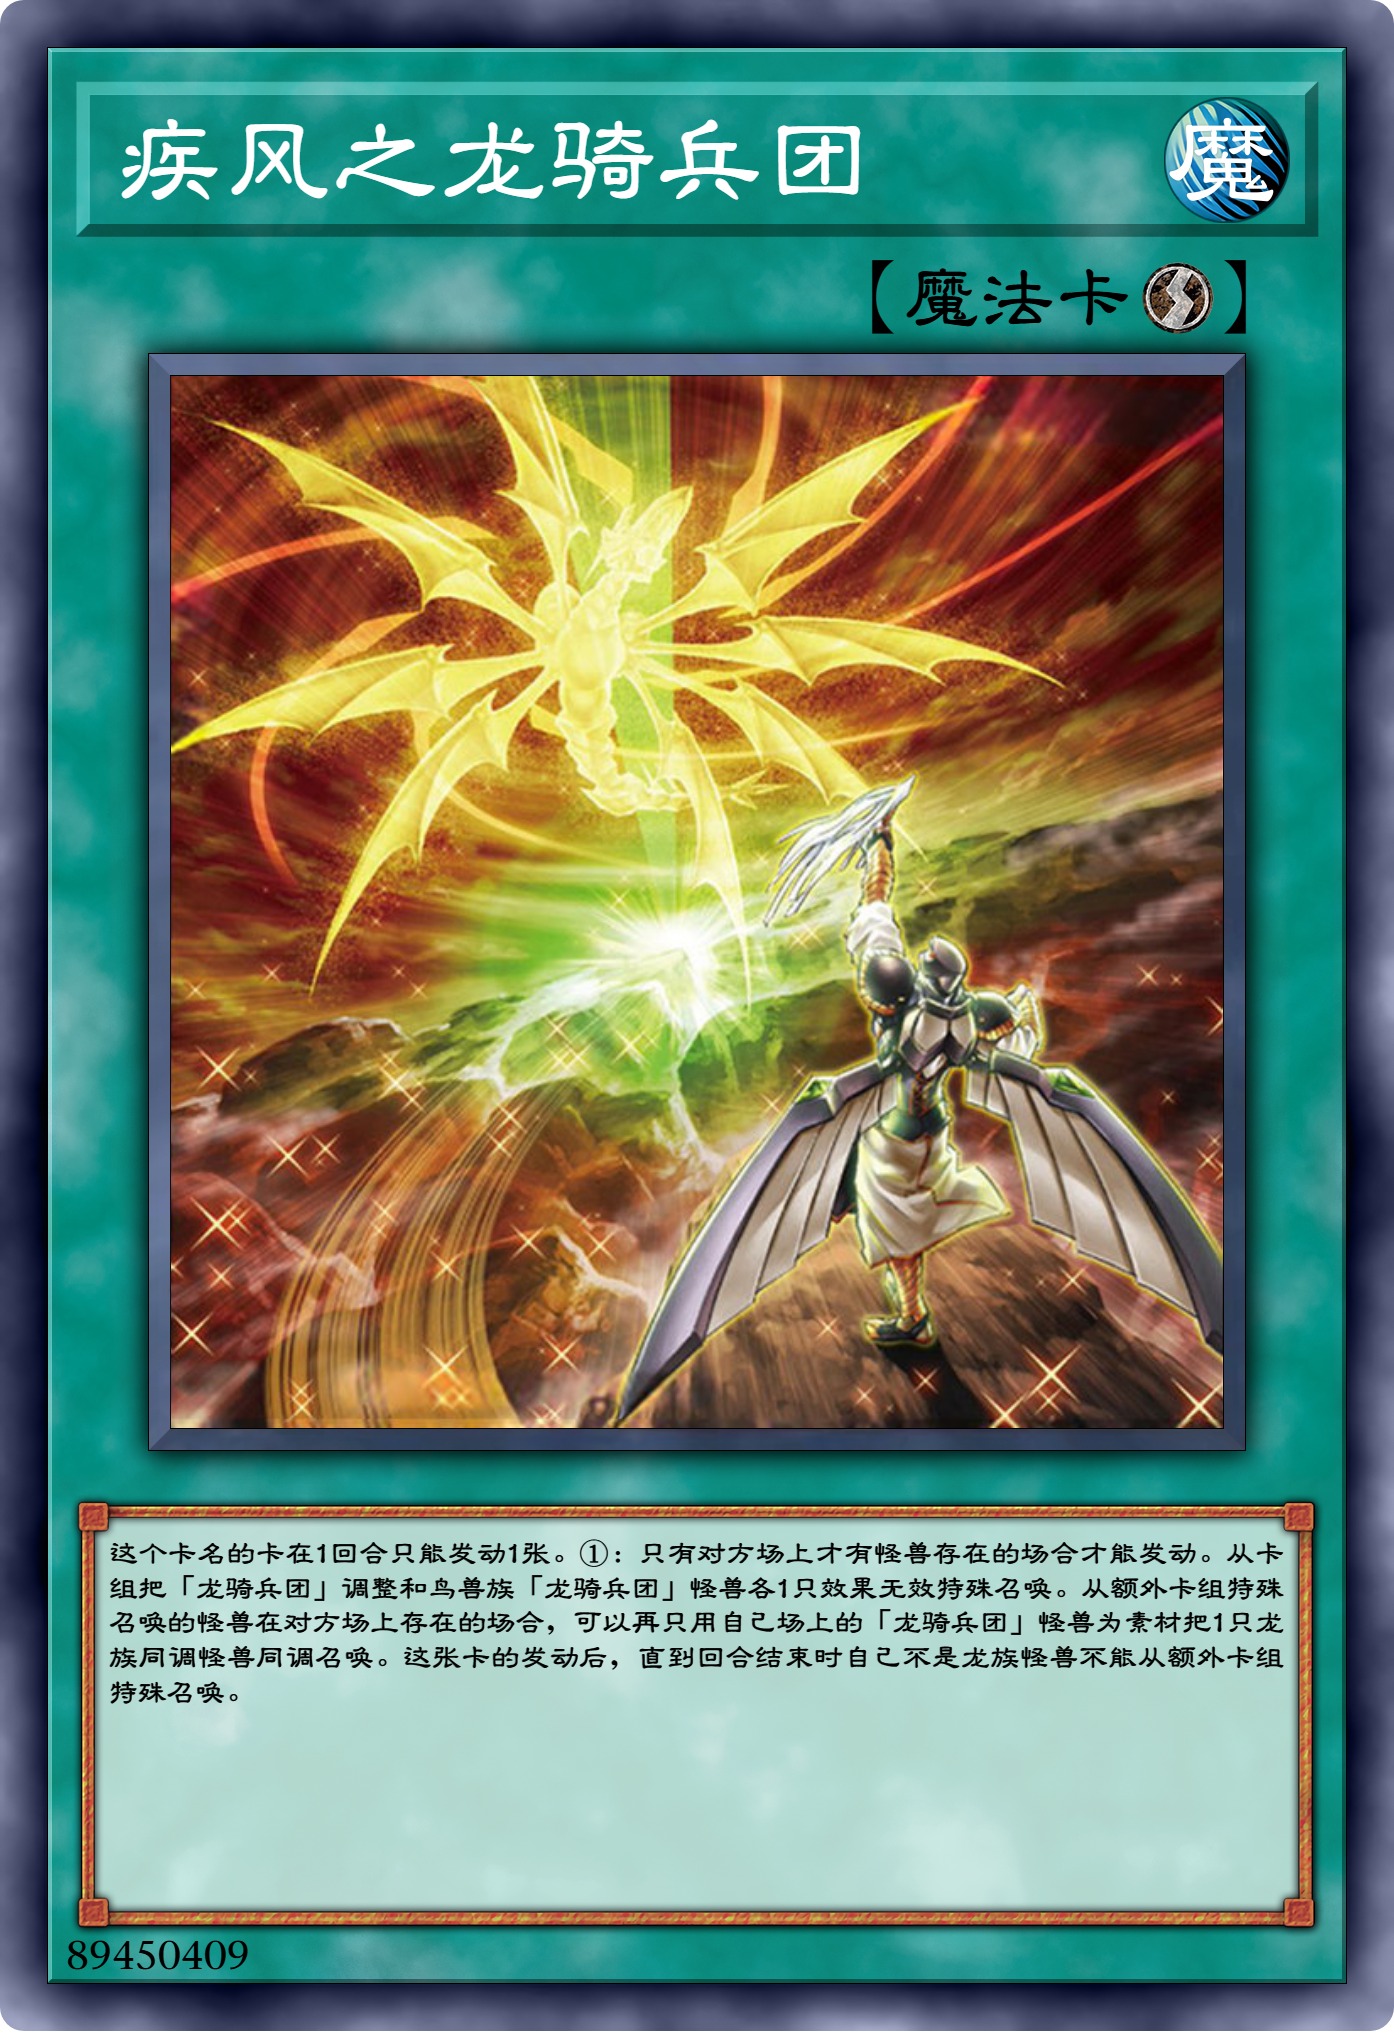 疾风之龙骑兵团 魔
【魔法卡】
这个卡名的卡在1回合只能发动1张。①：只有对方场上才有怪兽存在的场合才能发动。从卡
组把「龙骑兵团」调整和鸟兽族「龙骑兵团」怪兽各1只效果无效特殊召唤。从额外卡组特殊
召唤的怪兽在对方场上存在的场合，可以再只用自己场上的「龙骑兵团」怪兽为素材把1只龙
族同调怪兽同调召唤。这张卡的发动后，直到回合结束时自己不是龙族怪兽不能从额外卡组
特殊召唤。
89450409